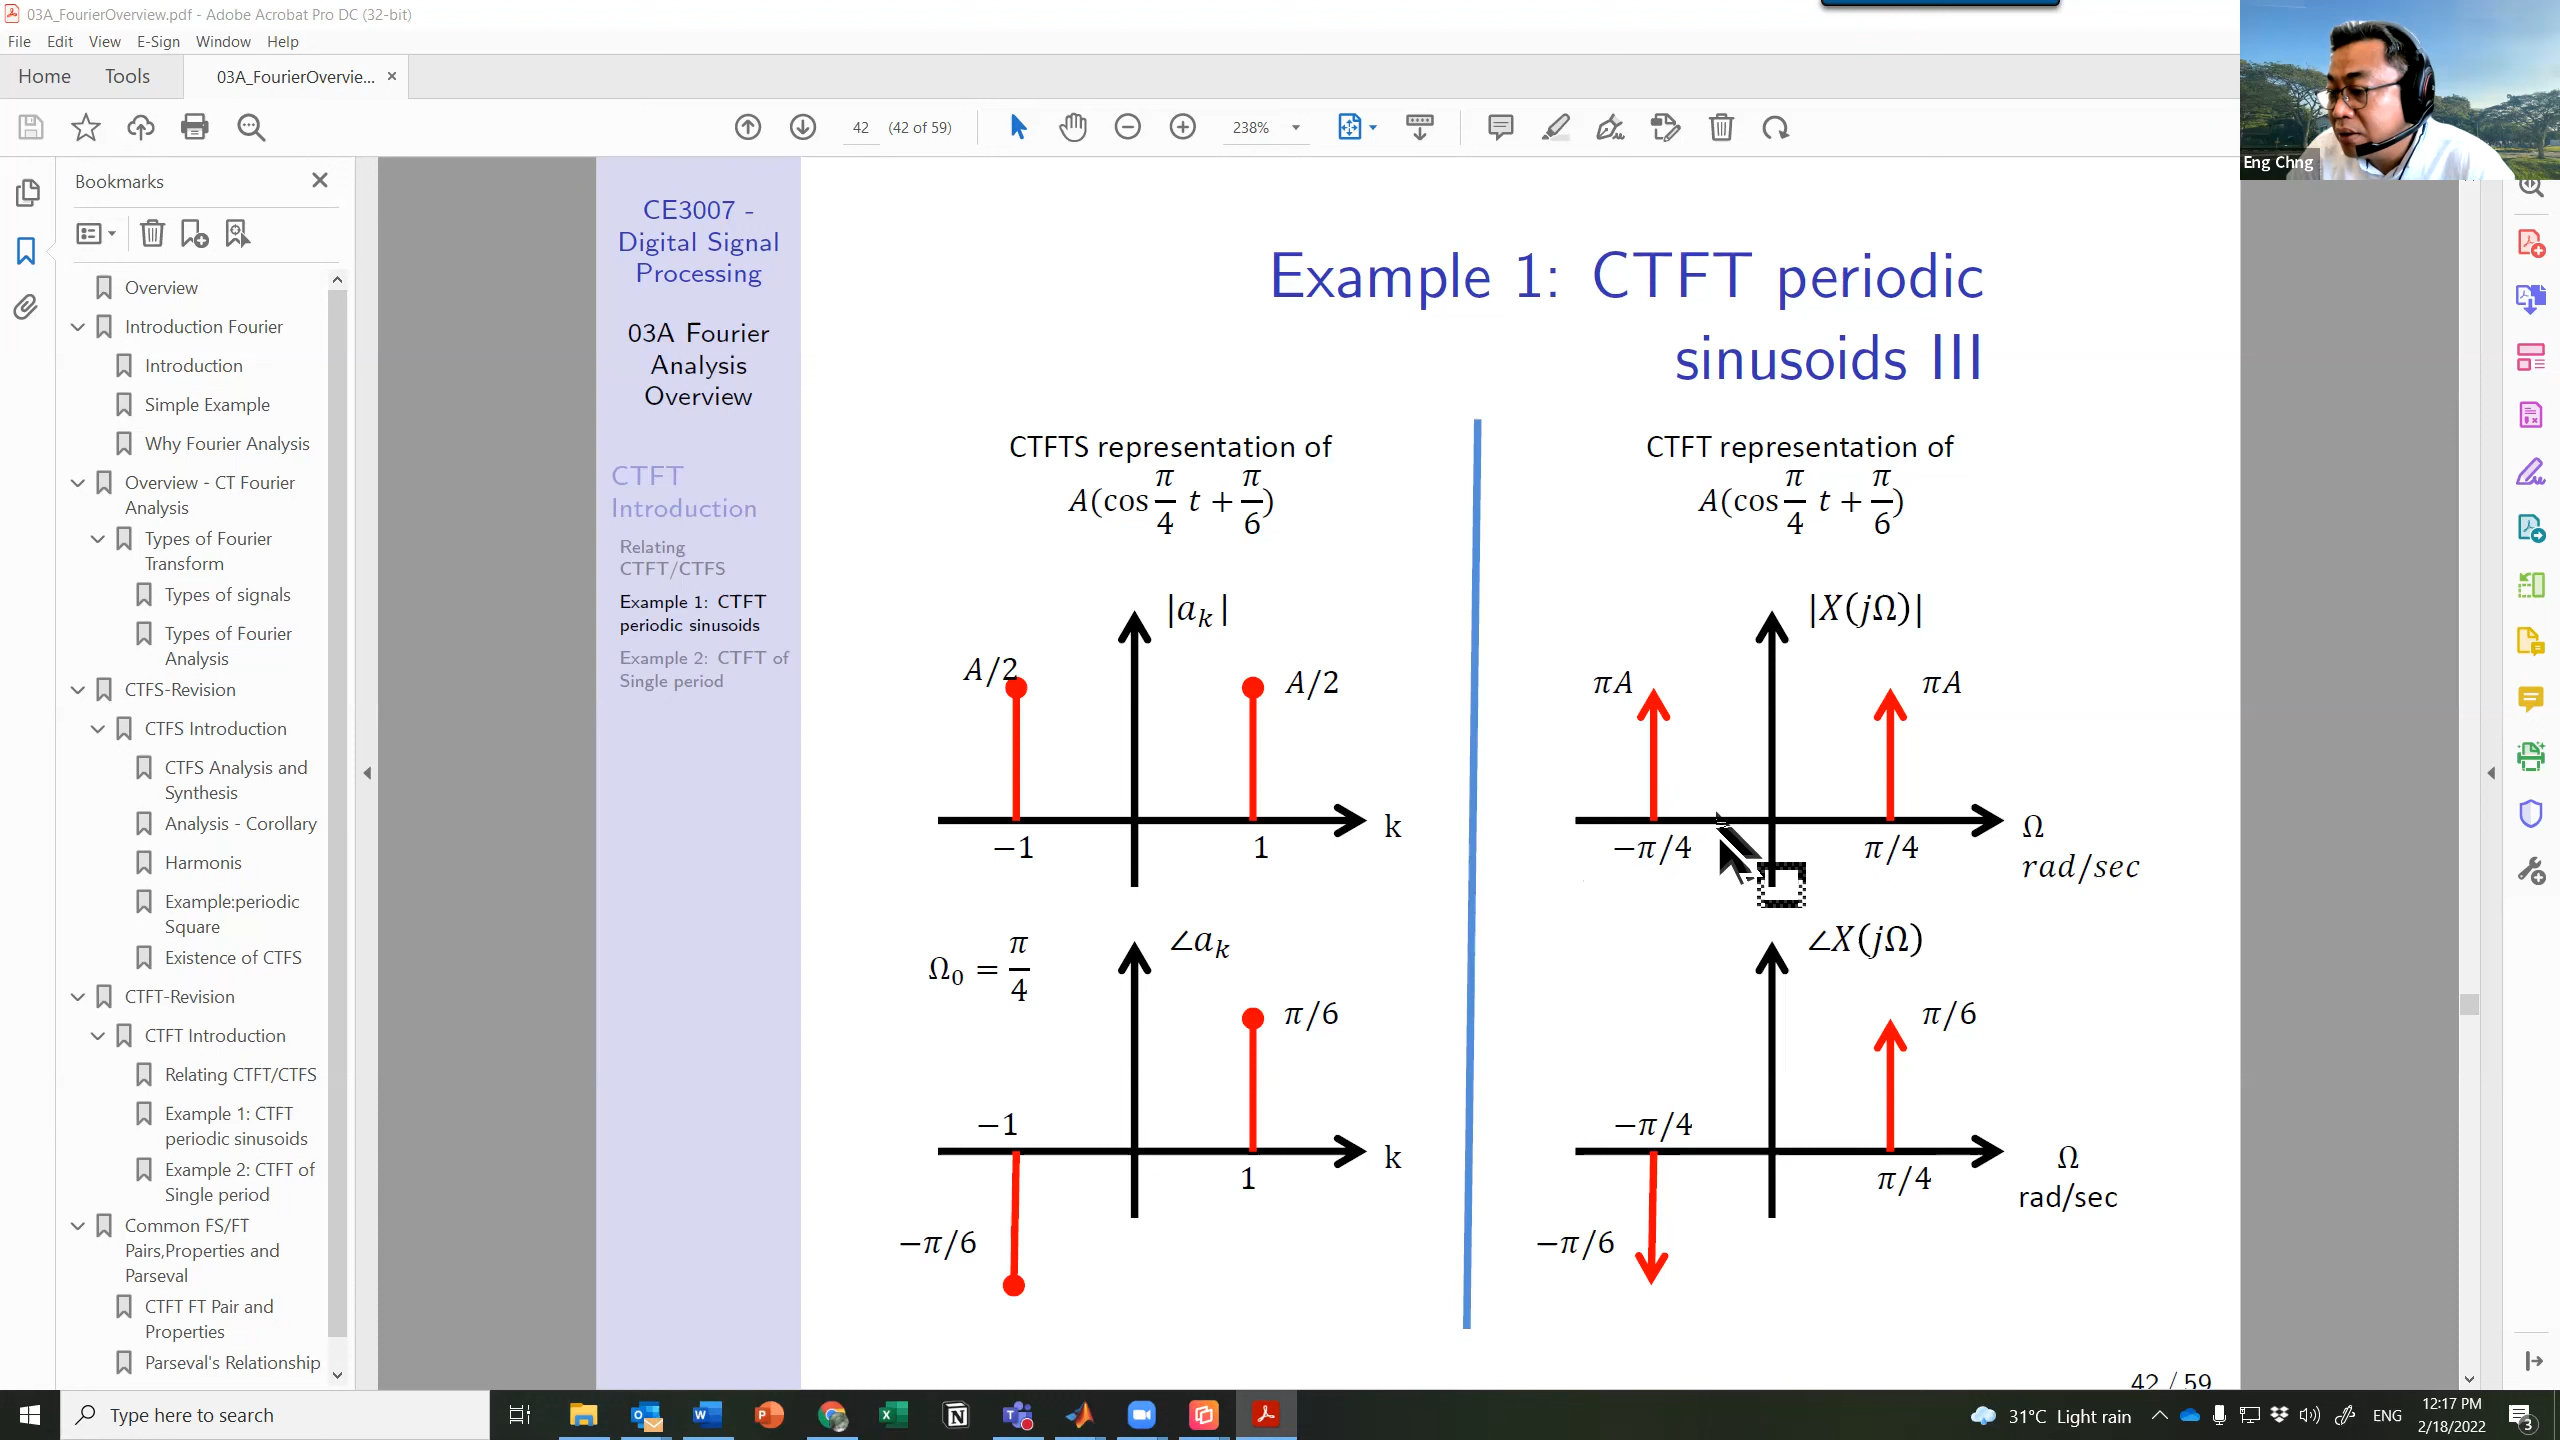 03A_FourierOverview.pdf - Adobe Acrobat Pro DC (32-bit)
File Edit View E-Sign Window Help
Home Tools 03A_FourierOvervie... ×
42 (42 of 59) 238%
Eng Chng
Bookmarks
Overview
Introduction Fourier
Introduction
Simple Example
Why Fourier Analysis
Overview - CT Fourier
Analysis
Types of Fourier
Transform
Types of signals
Types of Fourier
Analysis
CTFS-Revision
CTFS Introduction
CTFS Analysis and
Synthesis
Analysis - Corollary
Harmonis
Example:periodic
Square
Existence of CTFS
CTFT-Revision
CTFT Introduction
Relating CTFT/CTFS
Example 1: CTFT
periodic sinusoids
Example 2: CTFT of
Single period
Common FS/FT
Pairs,Properties and
Parseval
CTFT FT Pair and
Properties
Parseval's Relationship
CE3007 -
Digital Signal
Processing
03A Fourier
Analysis
Overview
CTFT
Introduction
Relating
CTFT/CTFS
Example 1: CTFT
periodic sinusoids
Example 2: CTFT of
Single period
Example 1: CTFT periodic
sinusoids III
CTFTS representation of
A(cos π/4 t + π/6)
|a_k|
A/2 A/2
k
−1 1
Ω₀ = π/4
∠a_k
π/6
−1
k
1
−π/6
CTFT representation of
A(cos π/4 t + π/6)
|X(jΩ)|
πA πA
Ω
−π/4 π/4
rad/sec
∠X(jΩ)
π/6
−π/4
Ω
π/4
rad/sec
−π/6
42 / 59
Type here to search
31°C Light rain
ENG
12:17 PM
2/18/2022
3